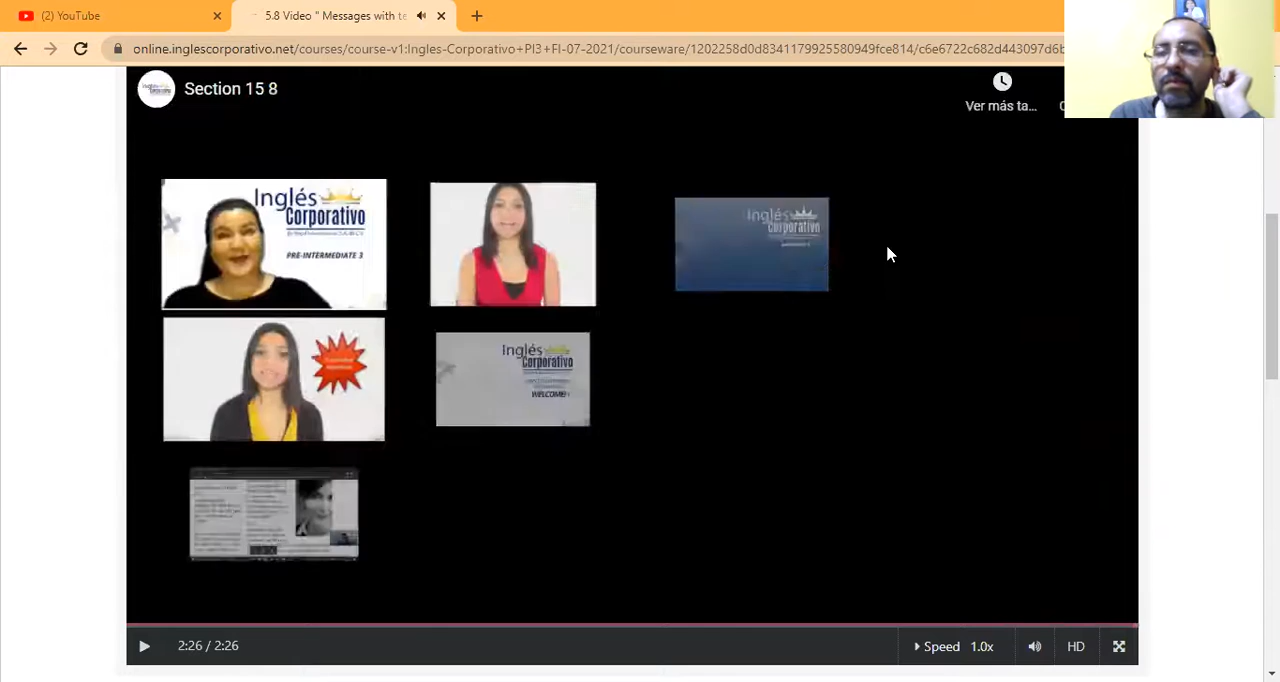 (2) YouTube
5.8 Video " Messages with te
online.inglescorporativo.net/courses/course-v1:Ingles-Corporativo+PI3+FI-07-2021/courseware/1202258d0d8341179925580949fce814/c6e6722c682d443097d6b
Section 15 8
Ver más ta...
Inglés
Corporativo
PRE-INTERMEDIATE 3
Inglés
Corporativo
Inglés
Corporativo
WELCOME!
2:26 / 2:26
Speed 1.0x
HD